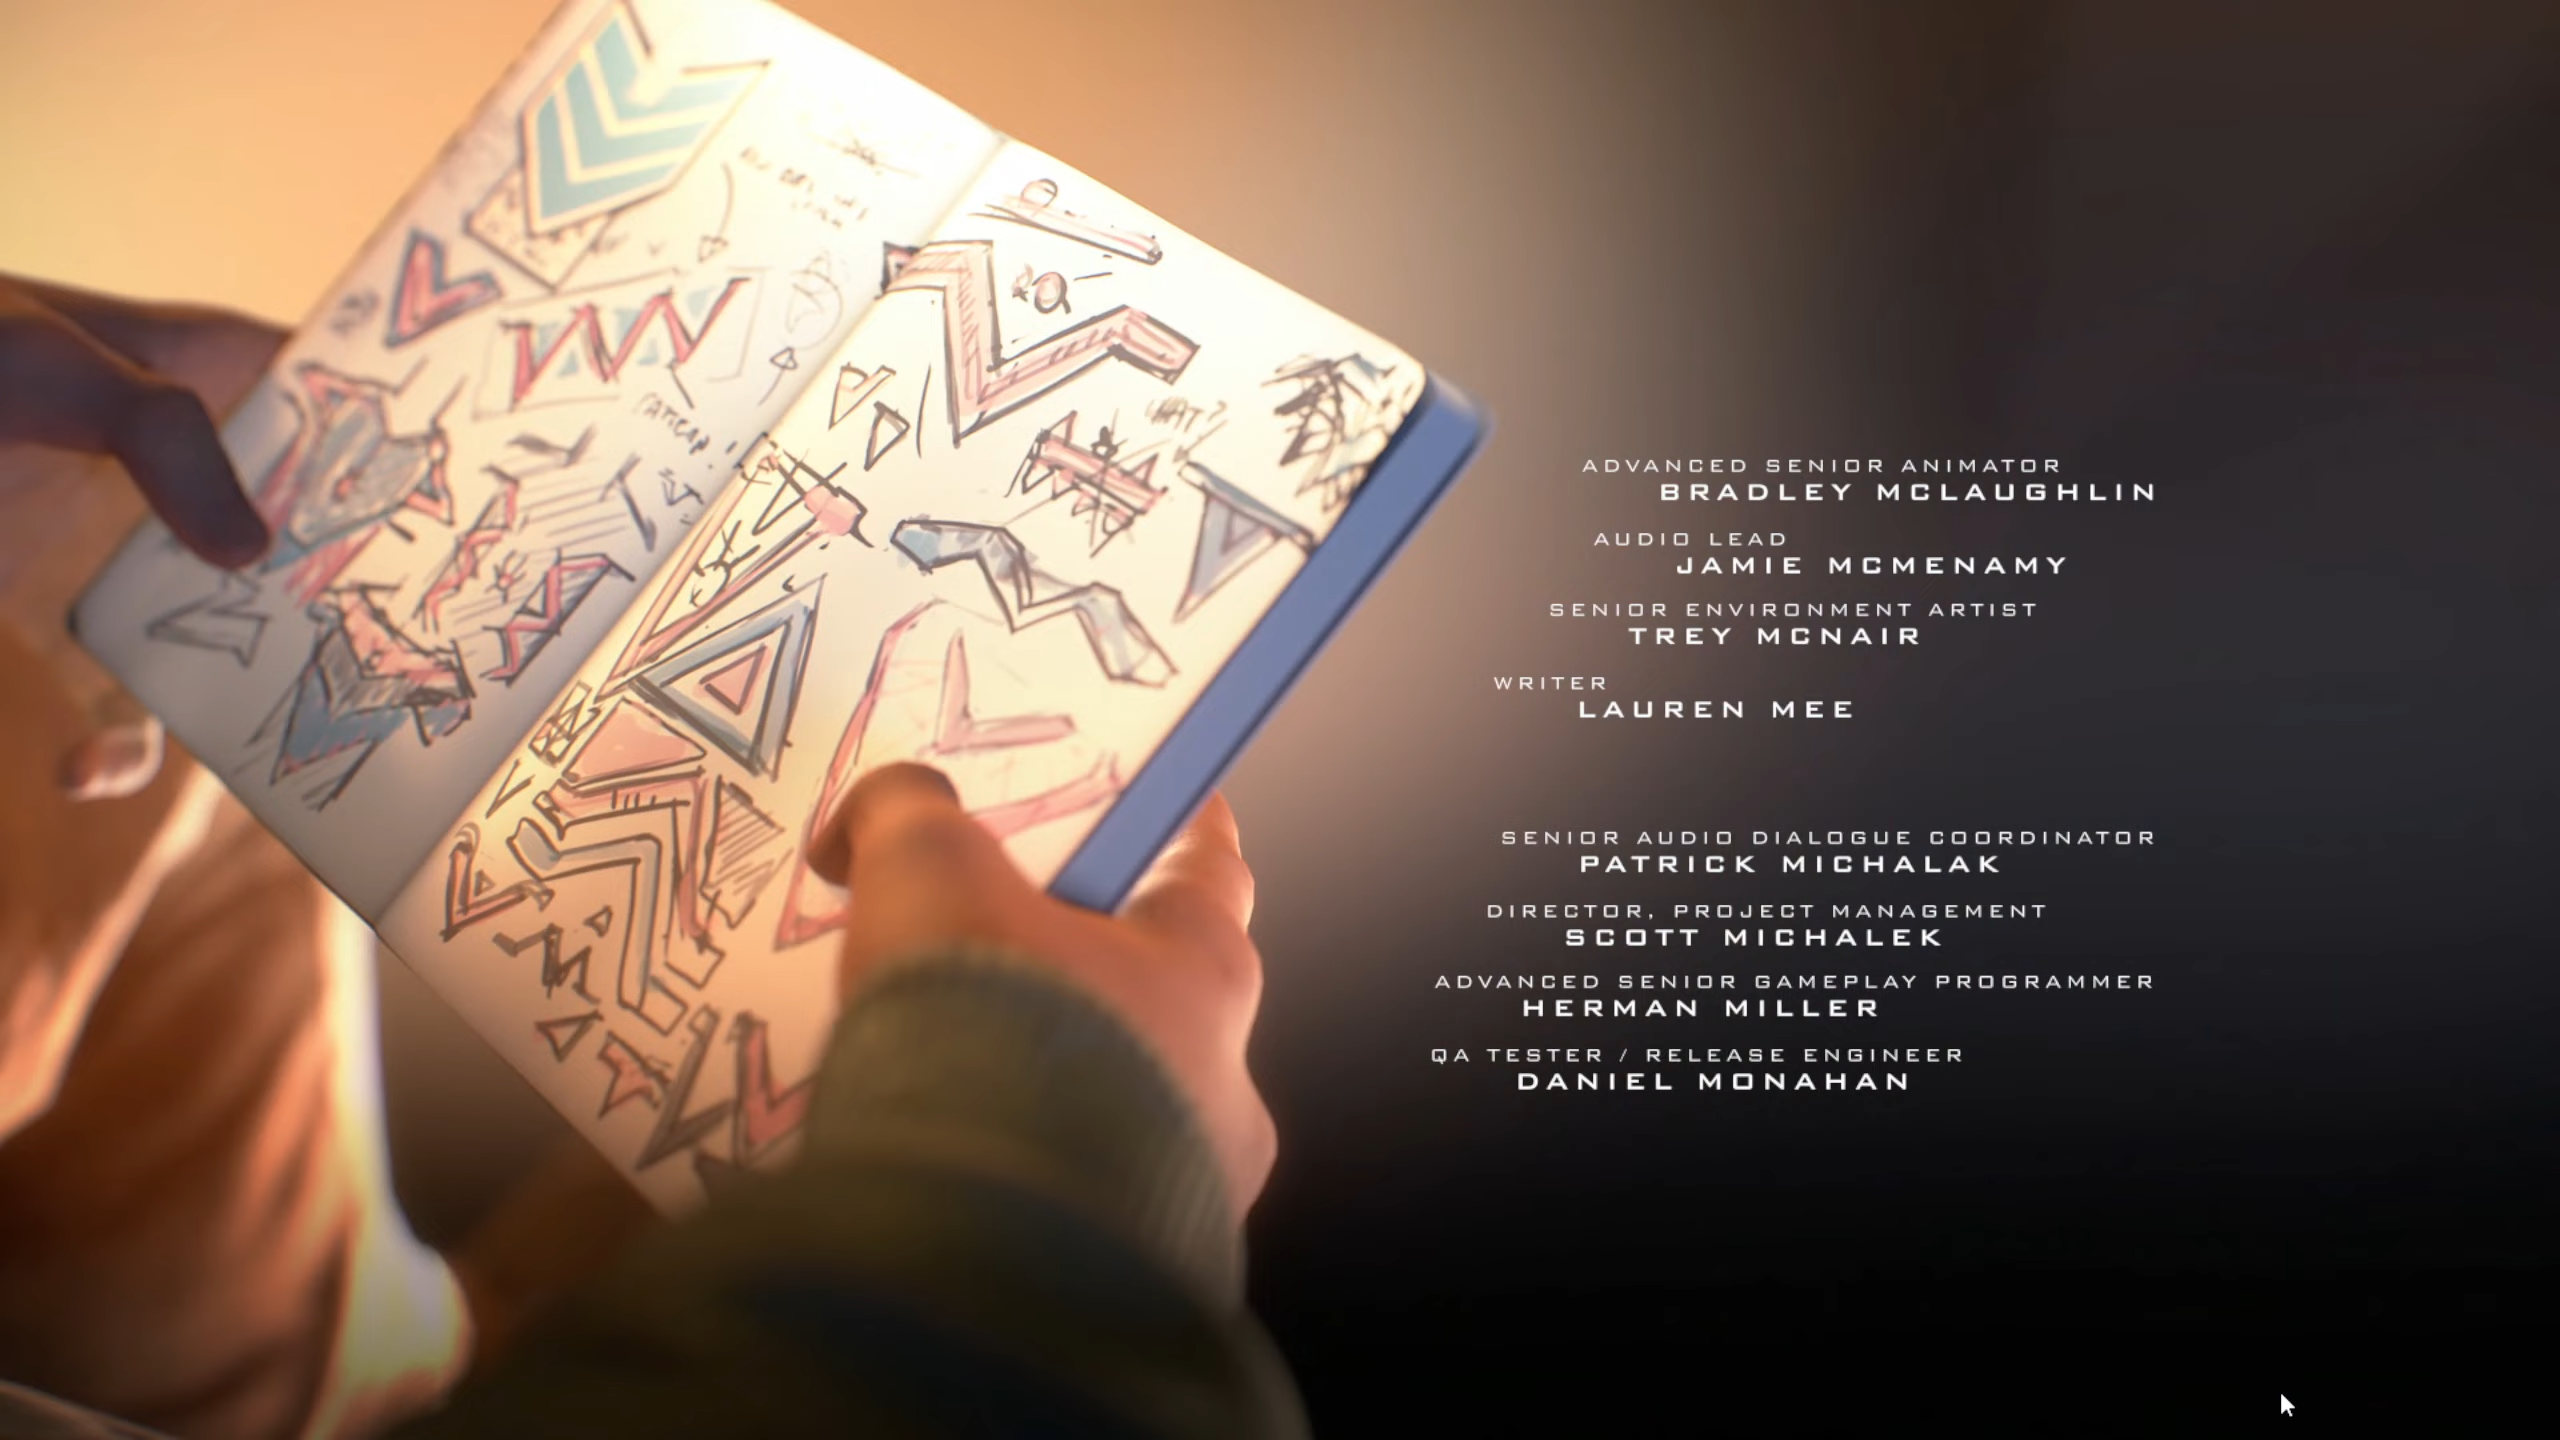 WHAT?
ADVANCED SENIOR ANIMATOR
BRADLEY MCLAUGHLIN
AUDIO LEAD
JAMIE MCMENAMY
SENIOR ENVIRONMENT ARTIST
TREY MCNAIR
WRITER
LAUREN MEE
SENIOR AUDIO DIALOGUE COORDINATOR
PATRICK MICHALAK
DIRECTOR, PROJECT MANAGEMENT
SCOTT MICHALEK
ADVANCED SENIOR GAMEPLAY PROGRAMMER
HERMAN MILLER
QA TESTER / RELEASE ENGINEER
DANIEL MONAHAN